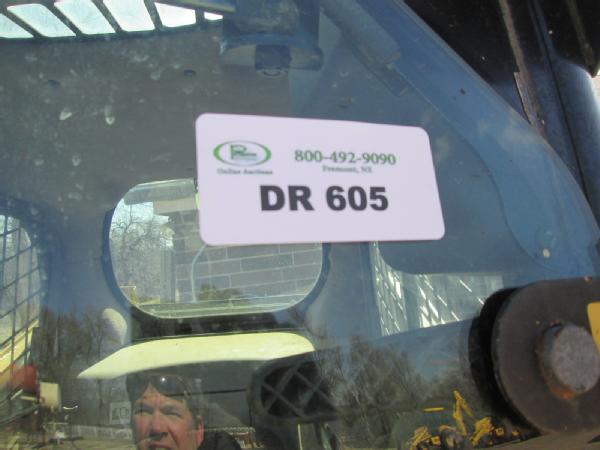 800-492-9090
Fremont, NE
Online Auctions
DR 605